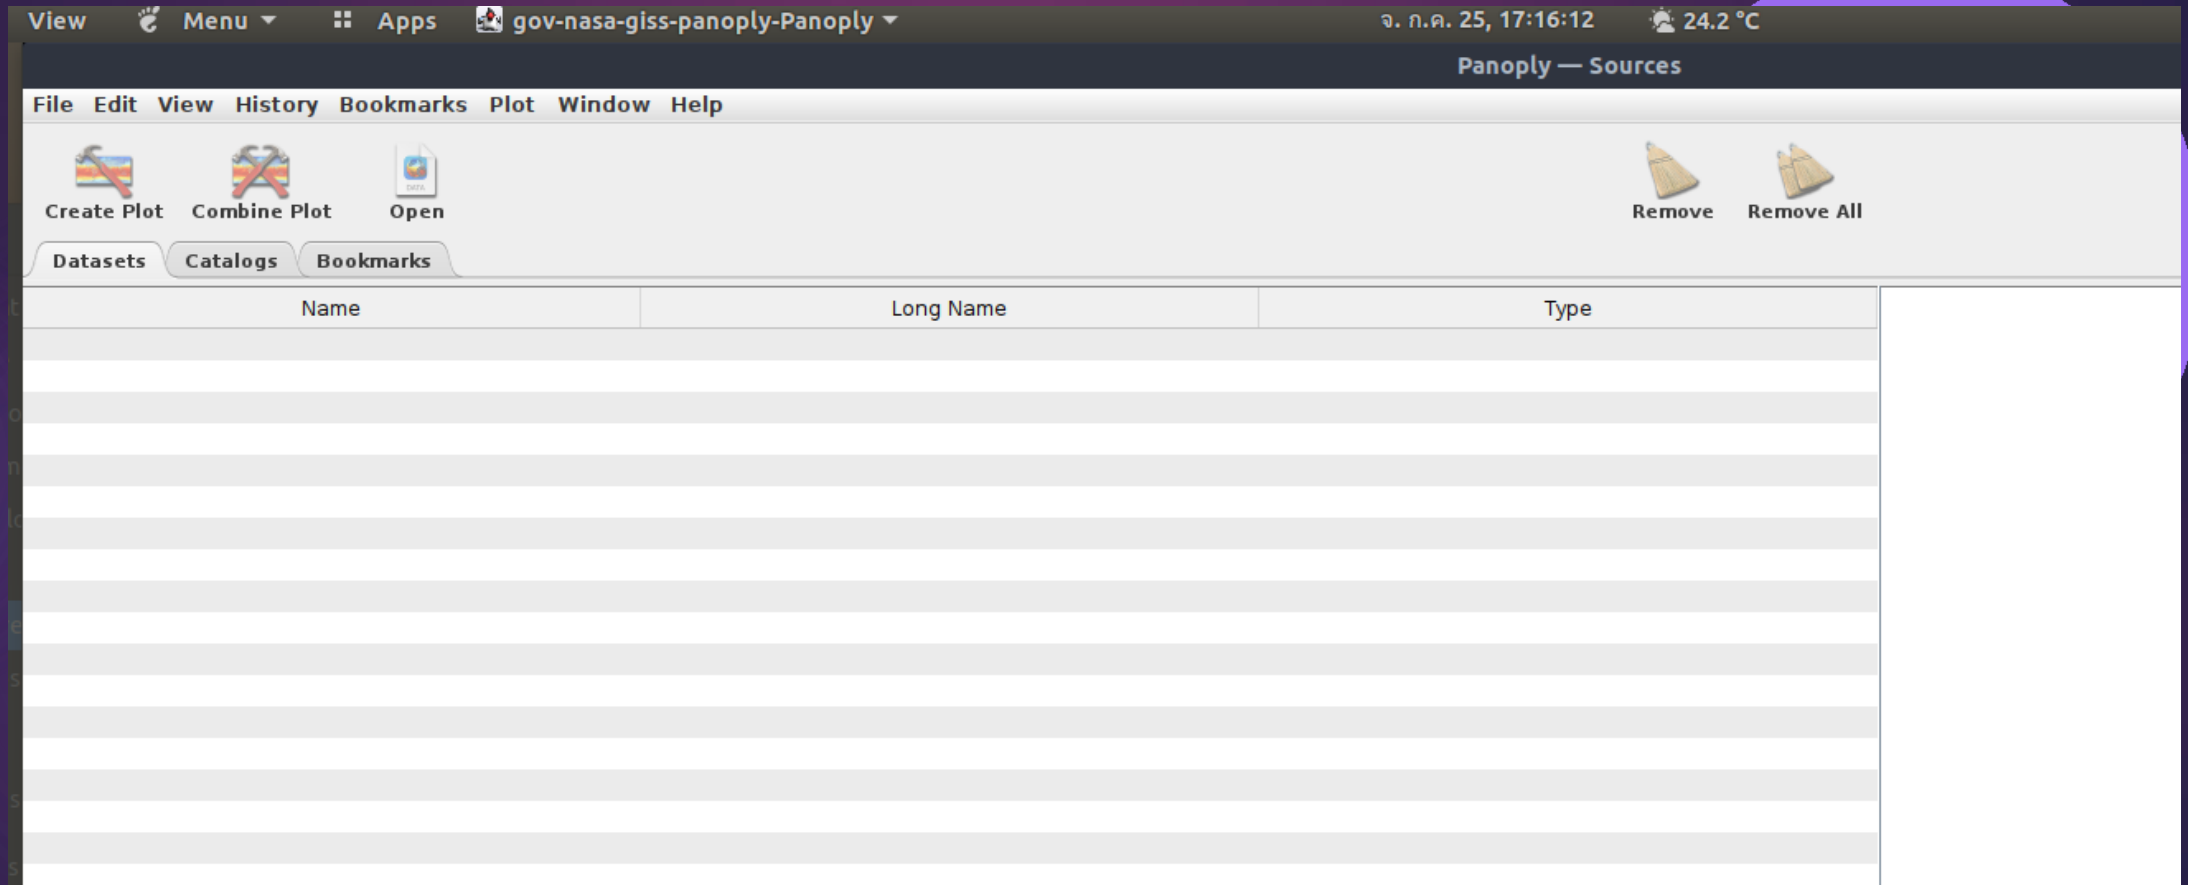 View Menu Apps gov-nasa-giss-panoply-Panoply จ. ก.ค. 25, 17:16:12 24.2 °C
Panoply — Sources
File Edit View History Bookmarks Plot Window Help
DATA
Create Plot Combine Plot Open Remove Remove All
Datasets Catalogs Bookmarks
Name Long Name Type